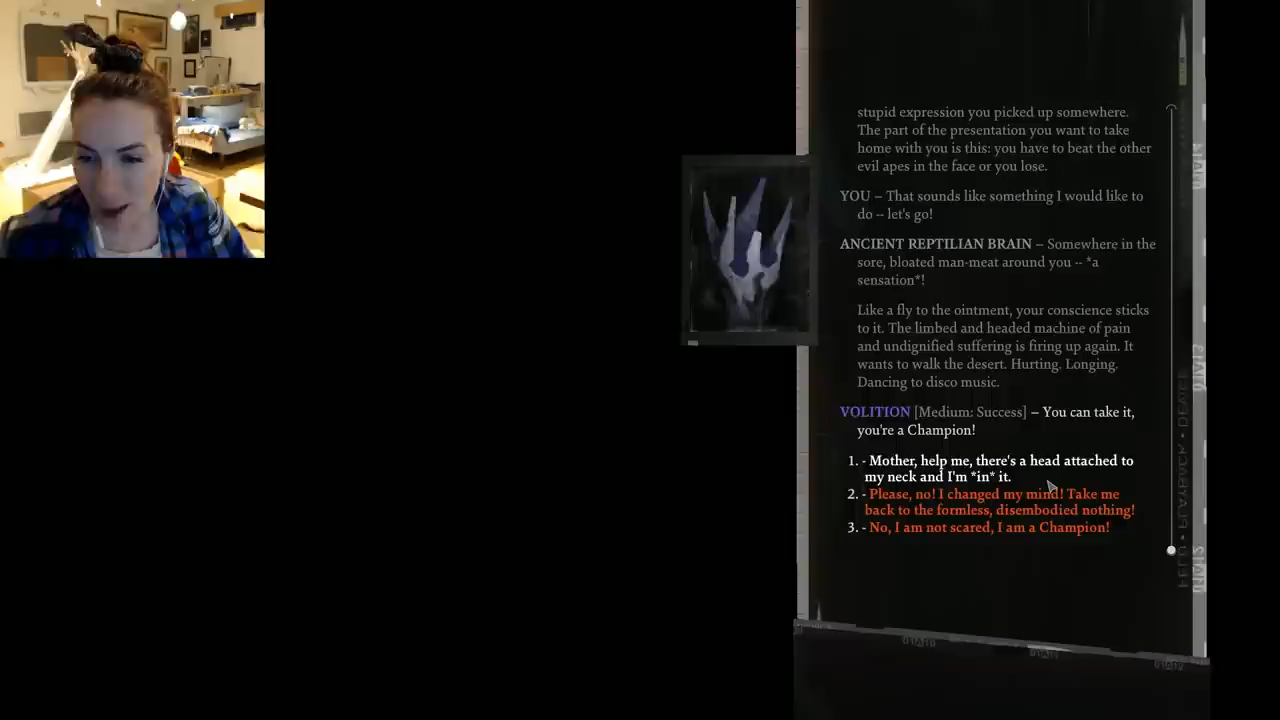 stupid expression you picked up somewhere.
The part of the presentation you want to take
home with you is this: you have to beat the other
evil apes in the face or you lose.
YOU – That sounds like something I would like to
do -- let's go!
ANCIENT REPTILIAN BRAIN – Somewhere in the
sore, bloated man-meat around you -- *a
sensation*!
Like a fly to the ointment, your conscience sticks
to it. The limbed and headed machine of pain
and undignified suffering is firing up again. It
wants to walk the desert. Hurting. Longing.
Dancing to disco music.
VOLITION [Medium: Success] – You can take it,
you're a Champion!
1. - Mother, help me, there's a head attached to
my neck and I'm *in* it.
2. - Please, no! I changed my mind! Take me
back to the formless, disembodied nothing!
3. - No, I am not scared, I am a Champion!